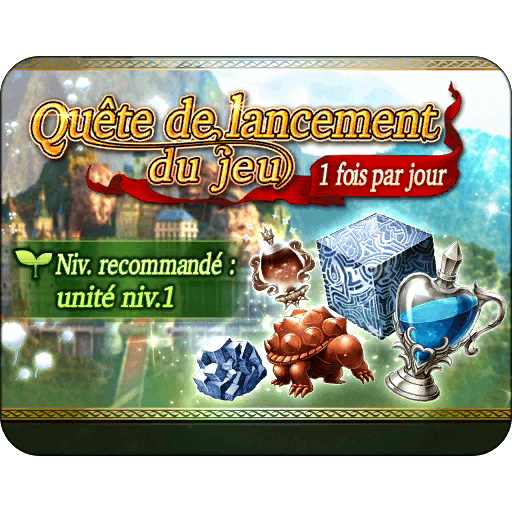 Quête de lancement
du jeu
1 fois par jour
Niv. recommandé :
unité niv.1